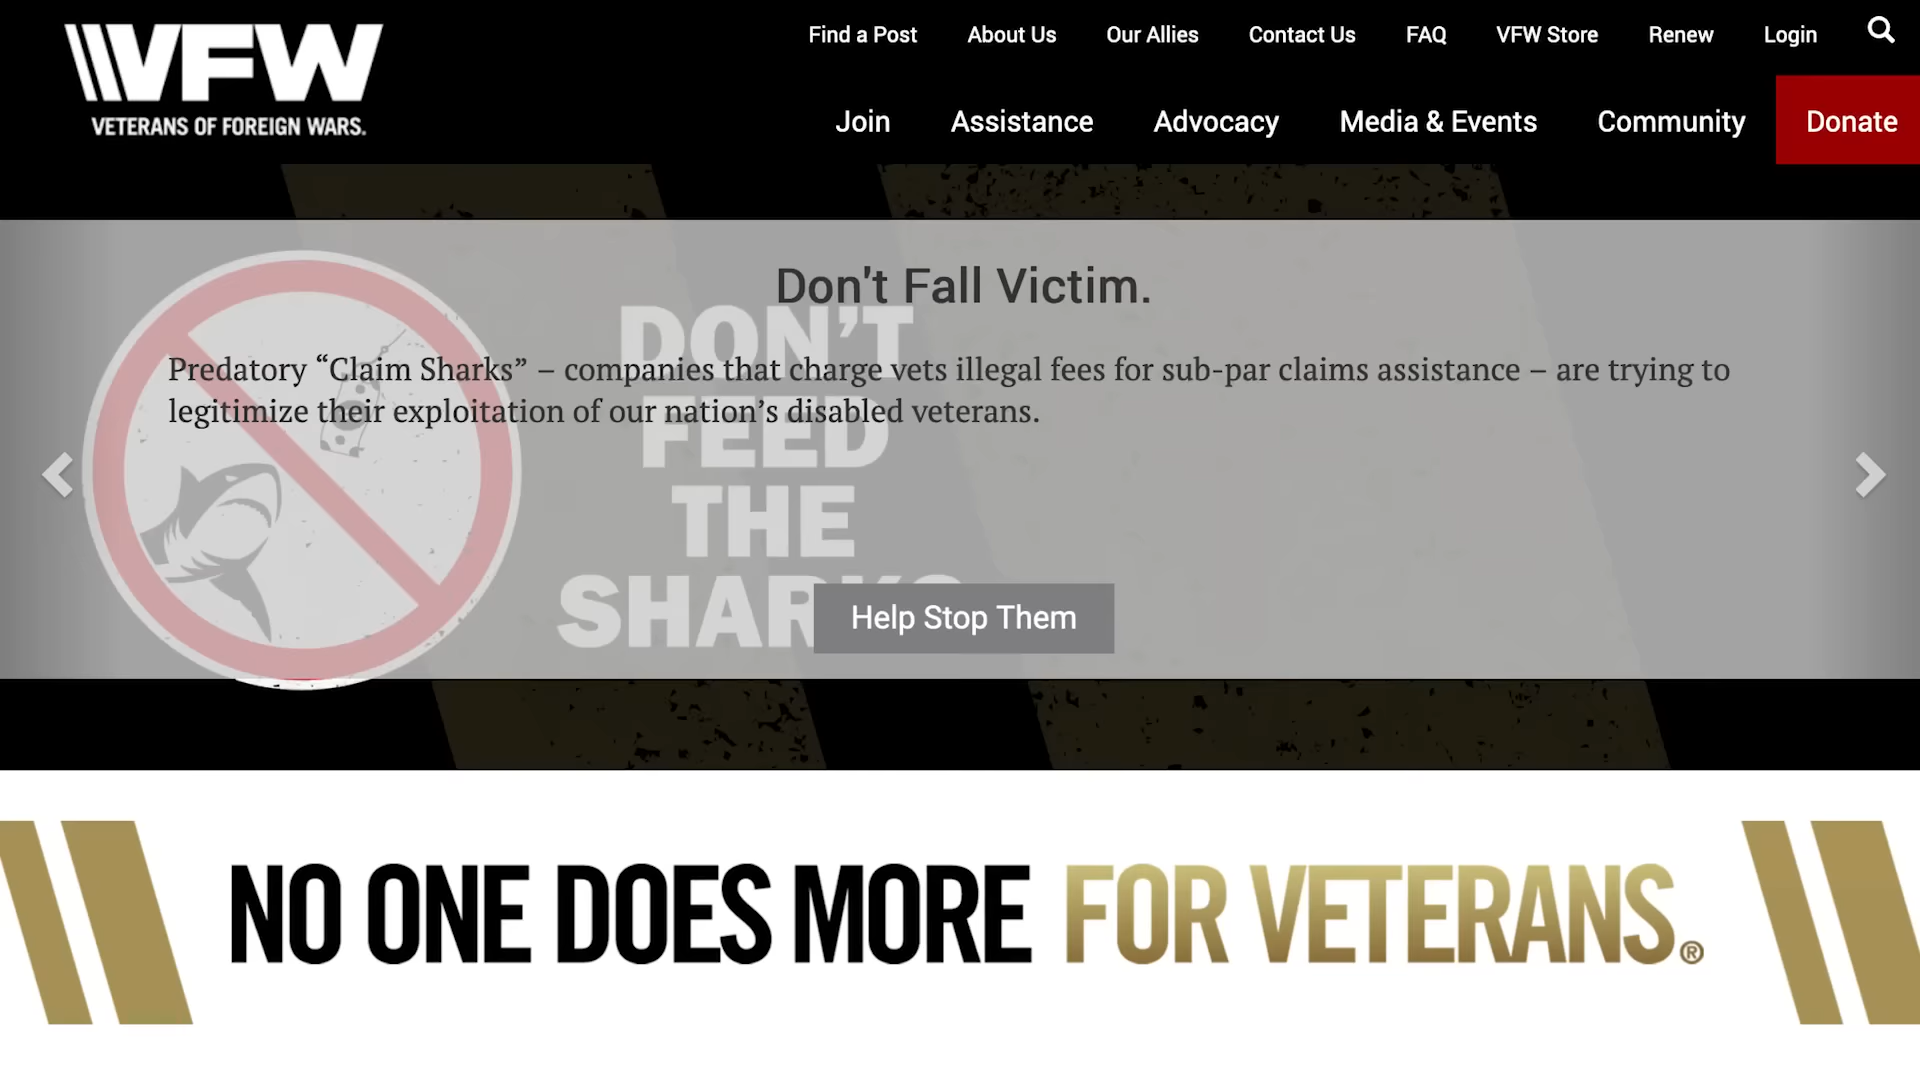 VFW
VETERANS OF FOREIGN WARS.
Find a Post About Us Our Allies Contact Us FAQ VFW Store Renew Login
Join Assistance Advocacy Media & Events Community Donate
Don't Fall Victim.
Predatory “Claim Sharks” – companies that charge vets illegal fees for sub-par claims assistance – are trying to
legitimize their exploitation of our nation’s disabled veterans.
DON’T
FEED
THE
SHARKS
Help Stop Them
NO ONE DOES MORE FOR VETERANS.®